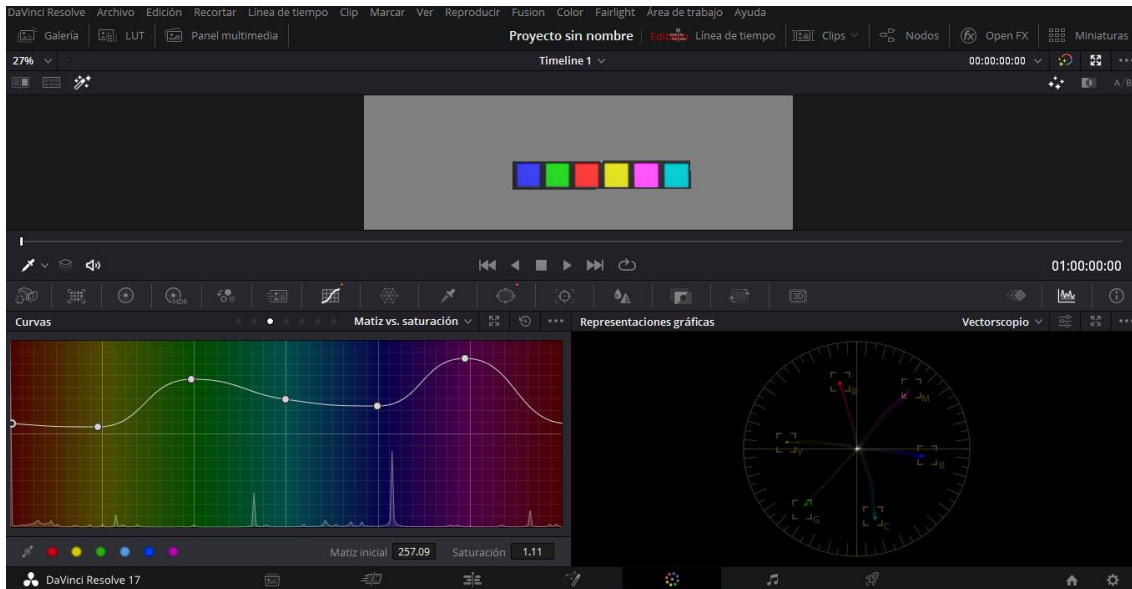 DaVinci Resolve Archivo Edición Recortar Línea de tiempo Clip Marcar Ver Reproducir Fusion Color Fairlight Área de trabajo Ayuda
Galería LUT Panel multimedia Proyecto sin nombre Línea de tiempo Clips Nodos fx Open FX Miniaturas
27% Timeline 1 00:00:00:00
A/B
01:00:00:00
HDR 3D
Curvas Matiz vs. saturación Representaciones gráficas Vectorscopio
R M
Y B
G C
Matiz inicial 257.09 Saturación 1.11
DaVinci Resolve 17